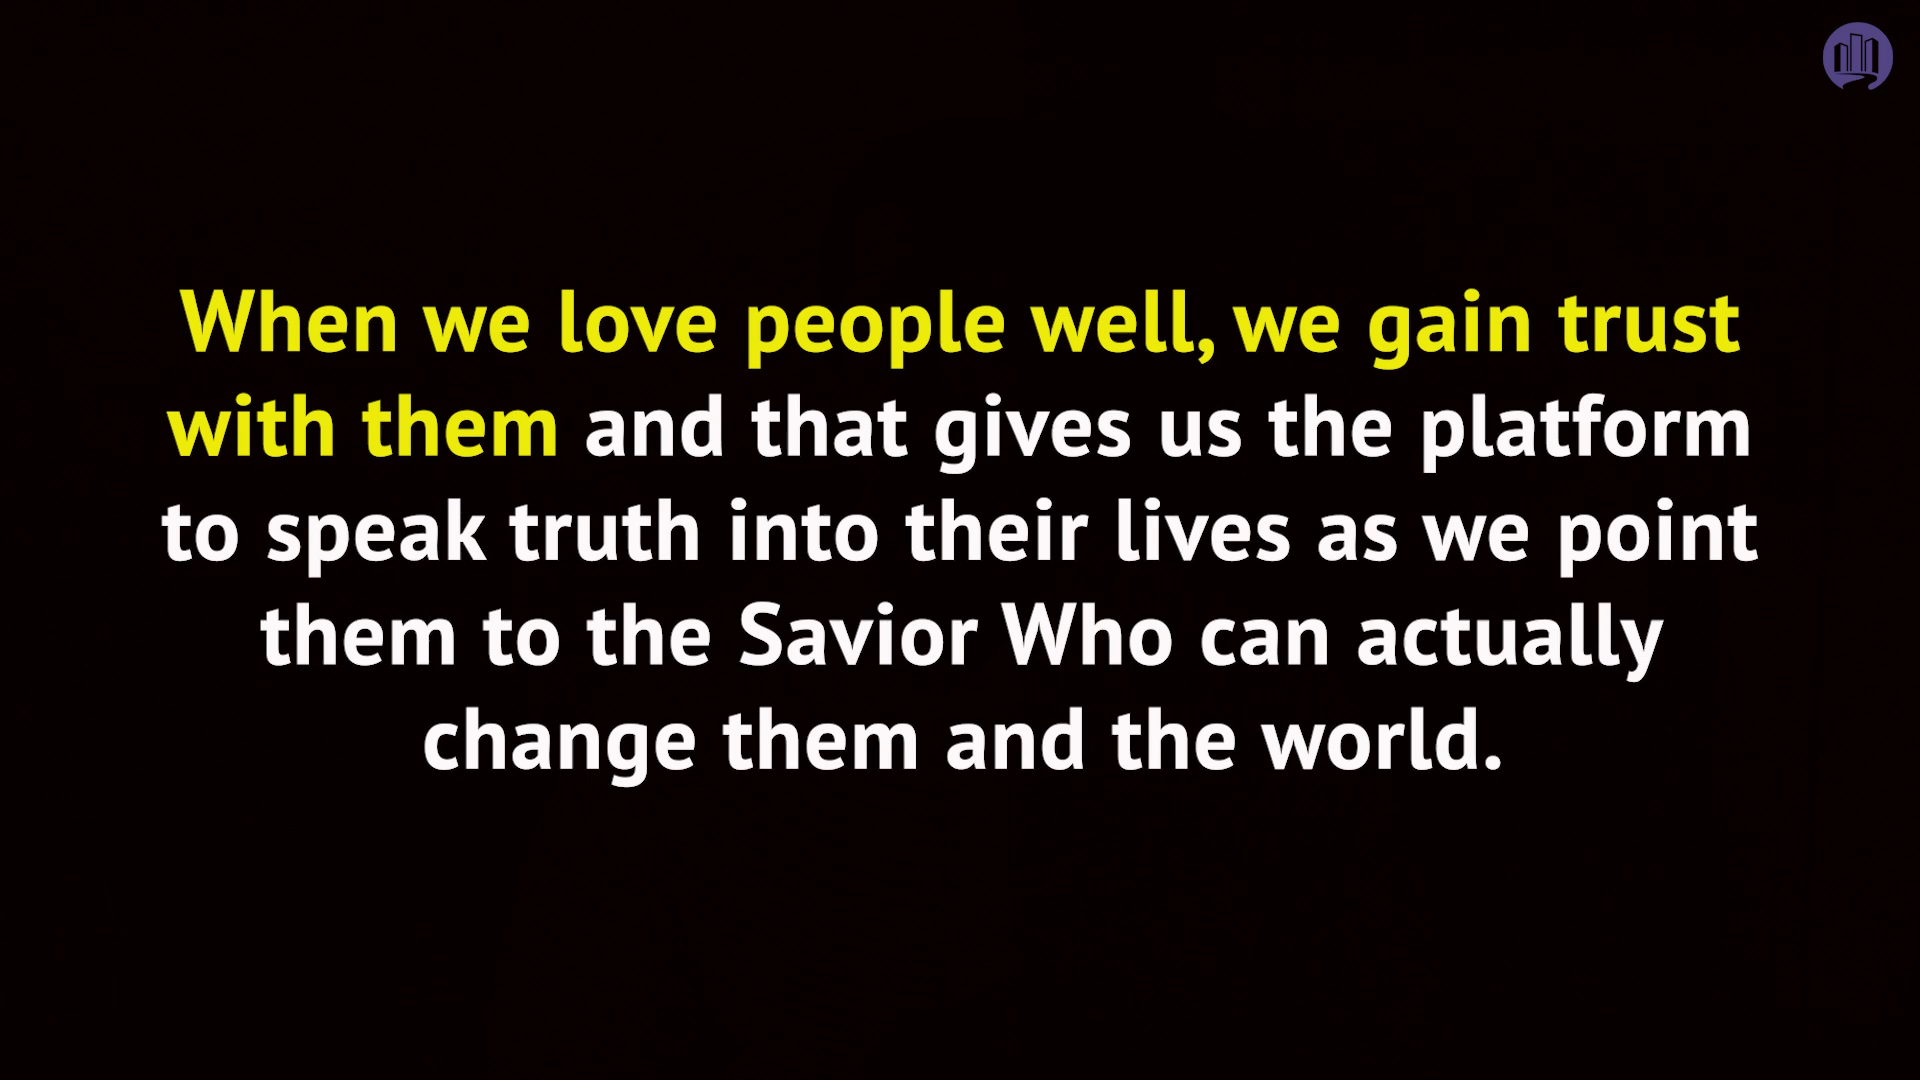 When we love people well, we gain trust
with them and that gives us the platform
to speak truth into their lives as we point
them to the Savior Who can actually
change them and the world.